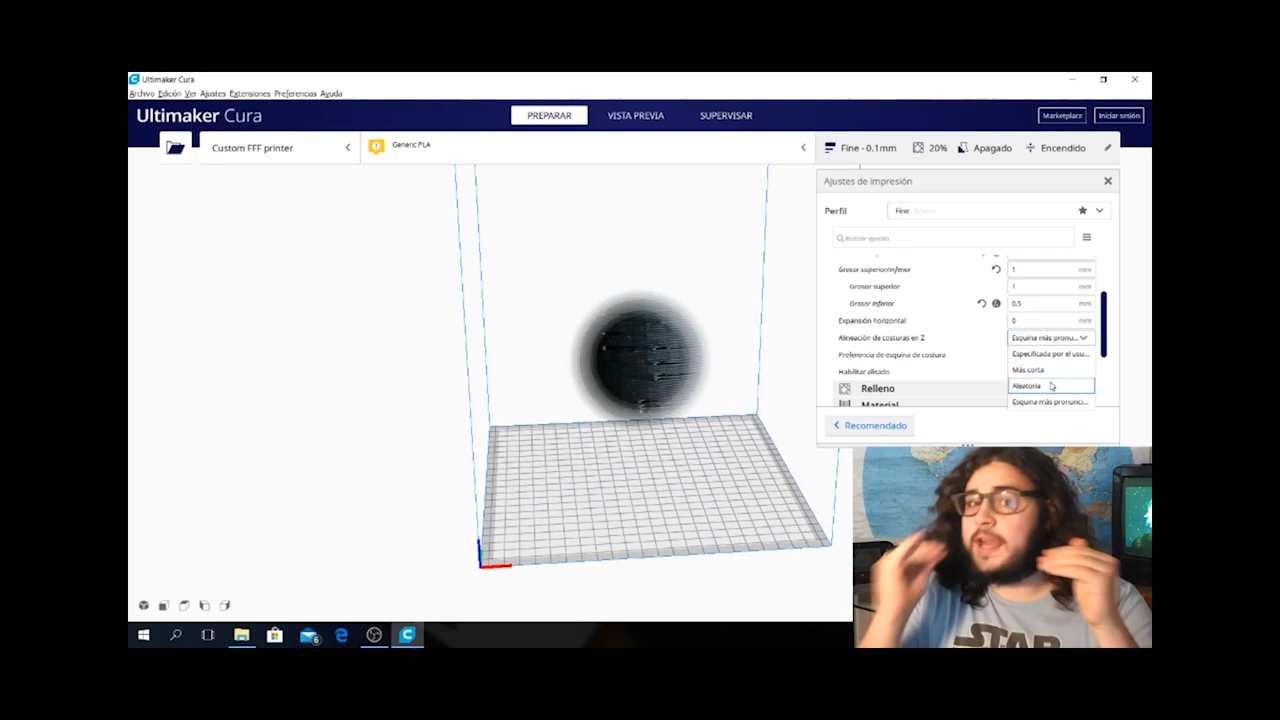 Ultimaker Cura
Archivo Edición Ver Ajustes Extensiones Preferencias Ayuda
Ultimaker Cura
PREPARAR VISTA PREVIA SUPERVISAR
Marketplace Iniciar sesión
Custom FFF printer
Generic PLA
Fine - 0.1mm 20% Apagado Encendido
Ajustes de impresión
Perfil Fine 0.1mm
Buscar ajustes
Grosor superior/inferior 1 mm
Grosor superior 1 mm
Grosor inferior 0.5 mm
Expansión horizontal 0 mm
Alineación de costuras en Z Esquina más pronu...
Especificada por el usu...
Preferencia de esquina de costura
Habilitar alisado Más corta
Relleno Aleatoria
Material Esquina más pronunci...
Recomendado
STAR
6